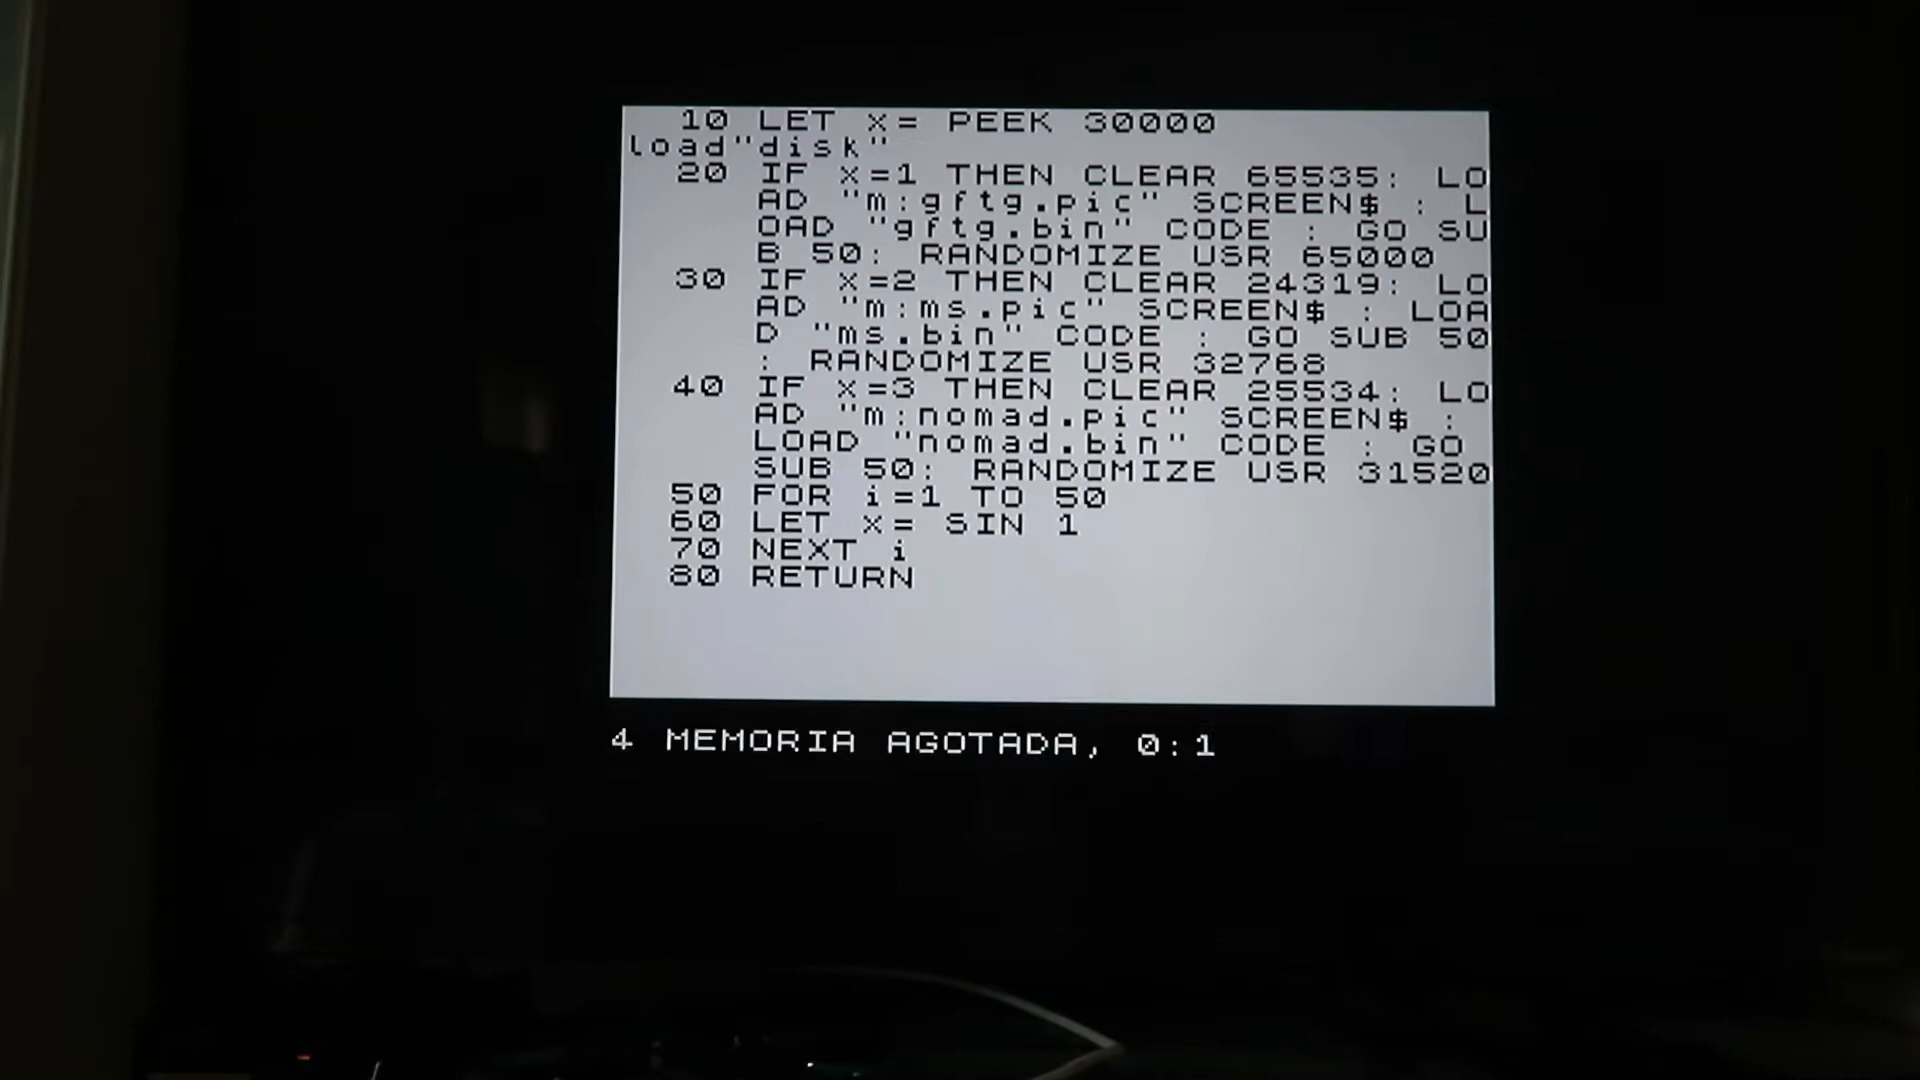 10 LET x= PEEK 30000
load"disk"
20 IF x=1 THEN CLEAR 65535: LO
AD "m:gftg.pic" SCREEN$ : L
OAD "gftg.bin" CODE : GO SU
B 50: RANDOMIZE USR 65000
30 IF x=2 THEN CLEAR 24319: LO
AD "m:ms.pic" SCREEN$ : LOA
D "ms.bin" CODE : GO SUB 50
: RANDOMIZE USR 32768
40 IF x=3 THEN CLEAR 25534: LO
AD "m:nomad.pic" SCREEN$ :
LOAD "nomad.bin" CODE : GO
SUB 50: RANDOMIZE USR 31520
50 FOR i=1 TO 50
60 LET x= SIN 1
70 NEXT i
80 RETURN
4 MEMORIA AGOTADA, 0:1